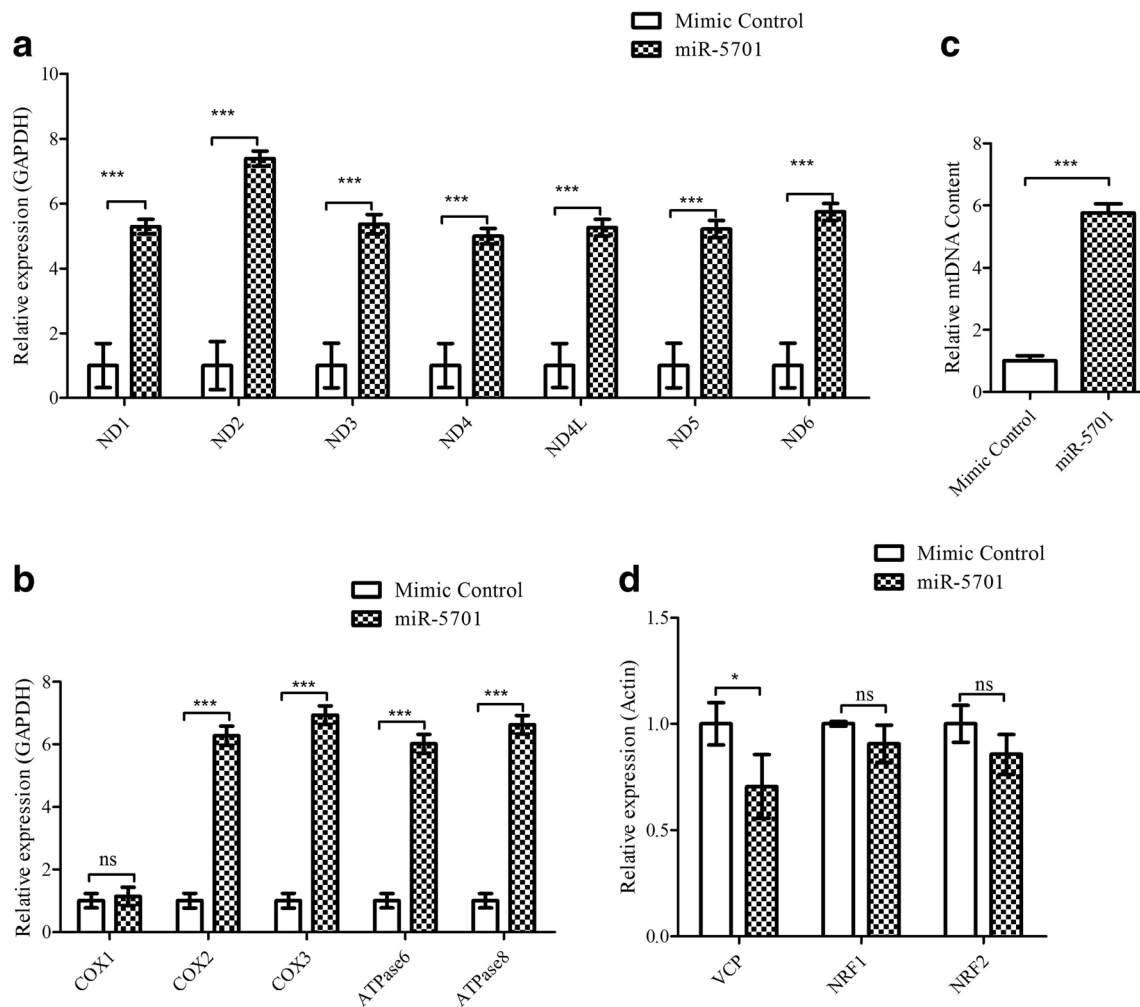 a
Mimic Control
miR-5701
Relative expression (GAPDH)
10
8
6
4
2
0
***
***
***
***
***
***
***
ND1
ND2
ND3
ND4
ND4L
ND5
ND6
c
Relative mtDNA Content
8
6
4
2
0
***
Mimic Control
miR-5701
b
Mimic Control
miR-5701
Relative expression (GAPDH)
8
6
4
2
0
ns
***
***
***
***
COX1
COX2
COX3
ATPase6
ATPase8
d
Mimic Control
miR-5701
Relative expression (Actin)
1.5
1.0
0.5
0.0
*
ns
ns
VCP
NRF1
NRF2